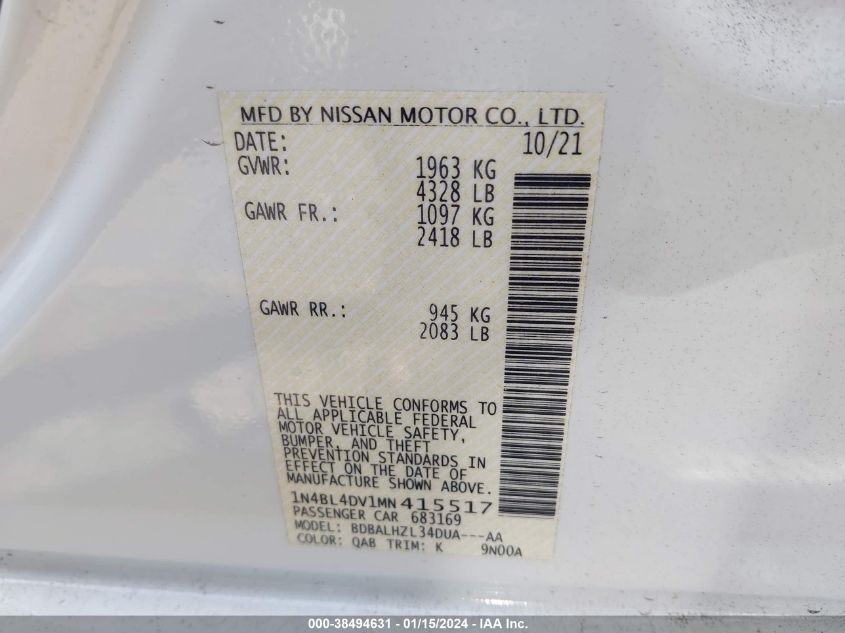 MFD BY NISSAN MOTOR CO., LTD.
DATE: 10/21
GVWR: 1963 KG
4328 LB
GAWR FR.: 1097 KG
2418 LB
GAWR RR.: 945 KG
2083 LB
THIS VEHICLE CONFORMS TO
ALL APPLICABLE FEDERAL
MOTOR VEHICLE SAFETY,
BUMPER, AND THEFT
PREVENTION STANDARDS IN
EFFECT ON THE DATE OF
MANUFACTURE SHOWN ABOVE.
1N4BL4DV1MN415517
PASSENGER CAR 683169
MODEL: BDBALHZL34DUA---AA
COLOR: QAB TRIM: K 9N00A
000-38494631 - 01/15/2024 - IAA